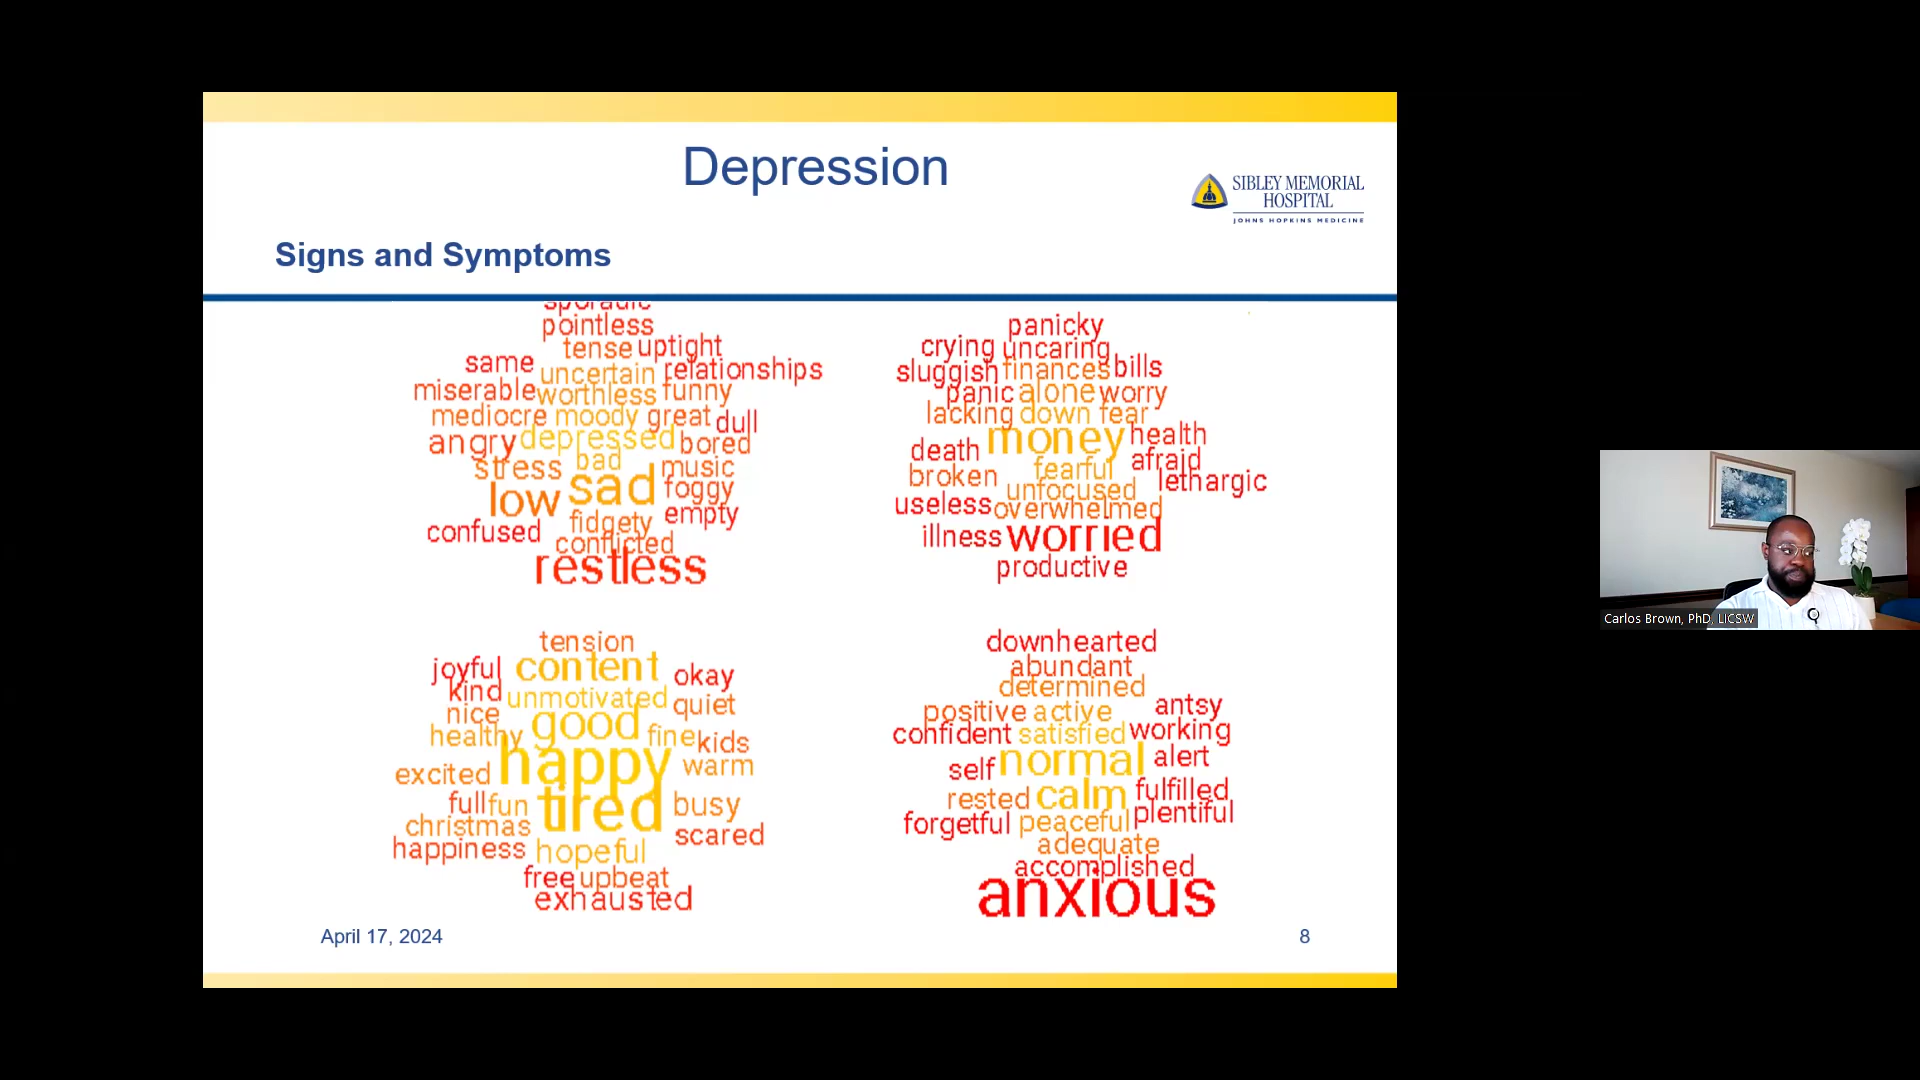 Depression
SIBLEY MEMORIAL
HOSPITAL
JOHNS HOPKINS MEDICINE
Signs and Symptoms
sporadic
pointless
tense uptight
same uncertain relationships
miserable worthless funny
mediocre moody great dull
angry depressed bored
stress bad music
low sad foggy
fidgety empty
confused conflicted
restless
panicky
crying uncaring
sluggish finances bills
panic alone worry
lacking down fear
money health
death fearful afraid
broken unfocused lethargic
useless overwhelmed
illness worried
productive
tension
joyful content okay
kind unmotivated quiet
nice good
healthy fine kids
excited happy warm
full fun tired busy
christmas scared
happiness hopeful
free upbeat
exhausted
downhearted
abundant
determined
positive active antsy
confident satisfied working
self normal alert
rested calm fulfilled
forgetful peaceful plentiful
adequate
accomplished
anxious
April 17, 2024
8
Carlos Brown, PhD, LICSW